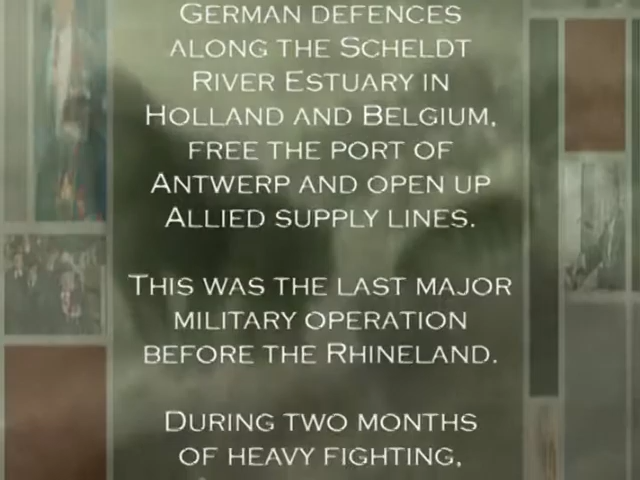 German defences
along the Scheldt
River Estuary in
Holland and Belgium,
free the port of
Antwerp and open up
Allied supply lines.
This was the last major
military operation
before the Rhineland.
During two months
of heavy fighting,